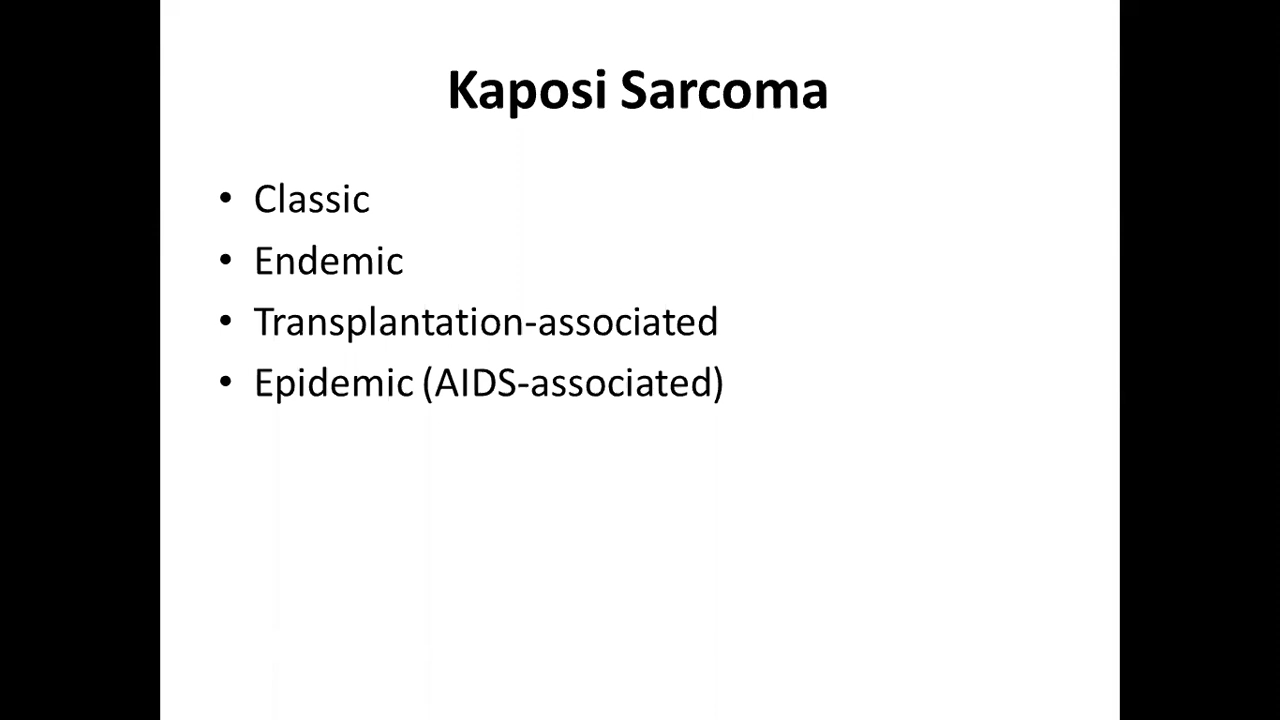 Kaposi Sarcoma
• Classic
• Endemic
• Transplantation-associated
• Epidemic (AIDS-associated)